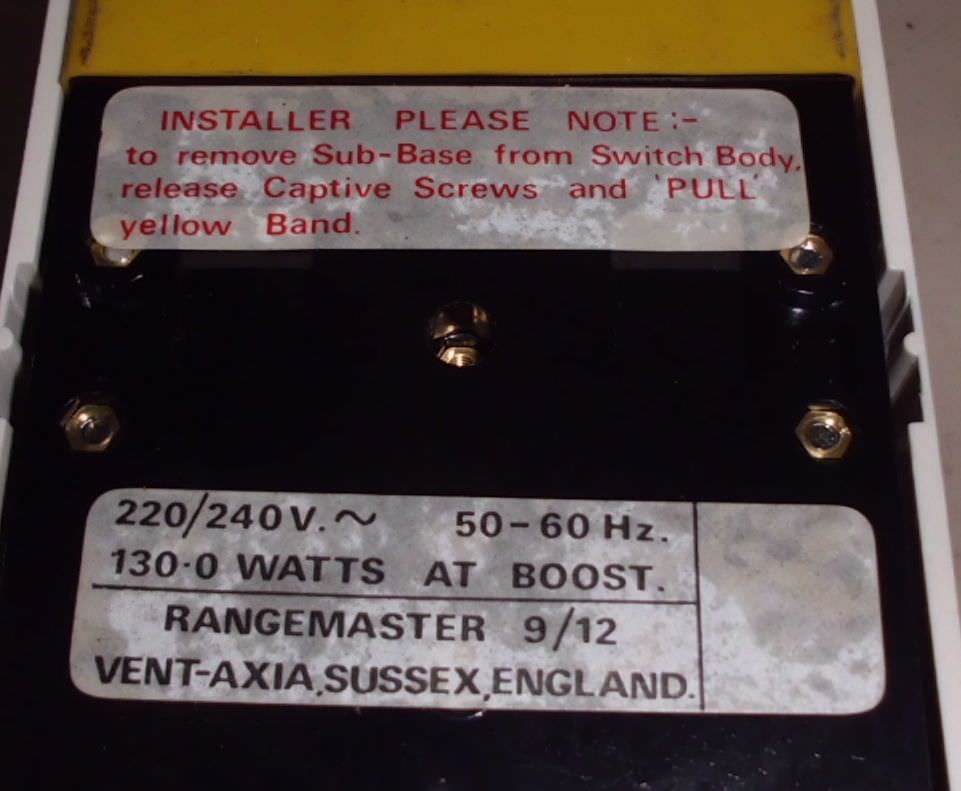 INSTALLER PLEASE NOTE:-
to remove Sub-Base from Switch Body,
release Captive Screws and 'PULL'
yellow Band.
220/240V.~ 50-60 Hz.
130·0 WATTS AT BOOST.
RANGEMASTER 9/12
VENT-AXIA,SUSSEX,ENGLAND.